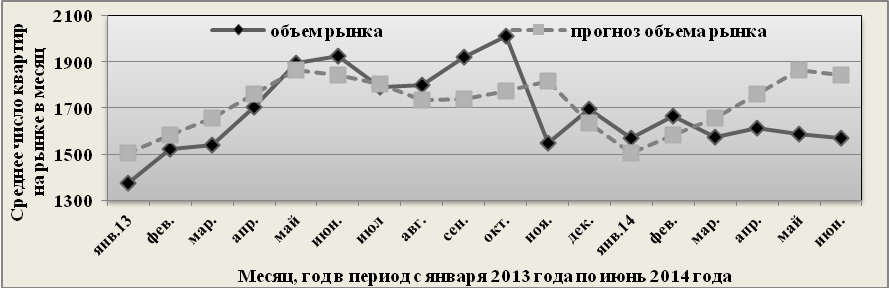 2100
1900
1700
1500
1300
Среднее число квартир
на рынке в месяц
объем рынка
прогноз объема рынка
янв.13
фев.
мар.
апр.
май
июн.
июл
авг.
сен.
окт.
ноя.
дек.
янв.14
фев.
мар.
апр.
май
июн.
Месяц, год в период с января 2013 года по июнь 2014 года